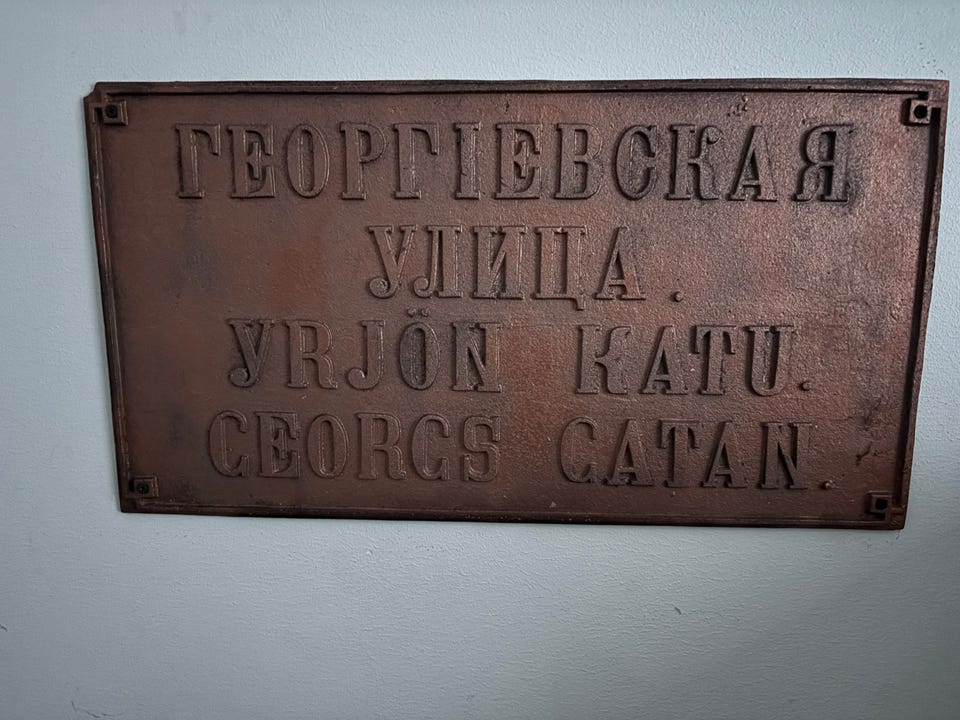 ГЕОРГІЕВСКАЯ
УЛИЦА.
YRJÖN KATU.
GEORGS GATAN.